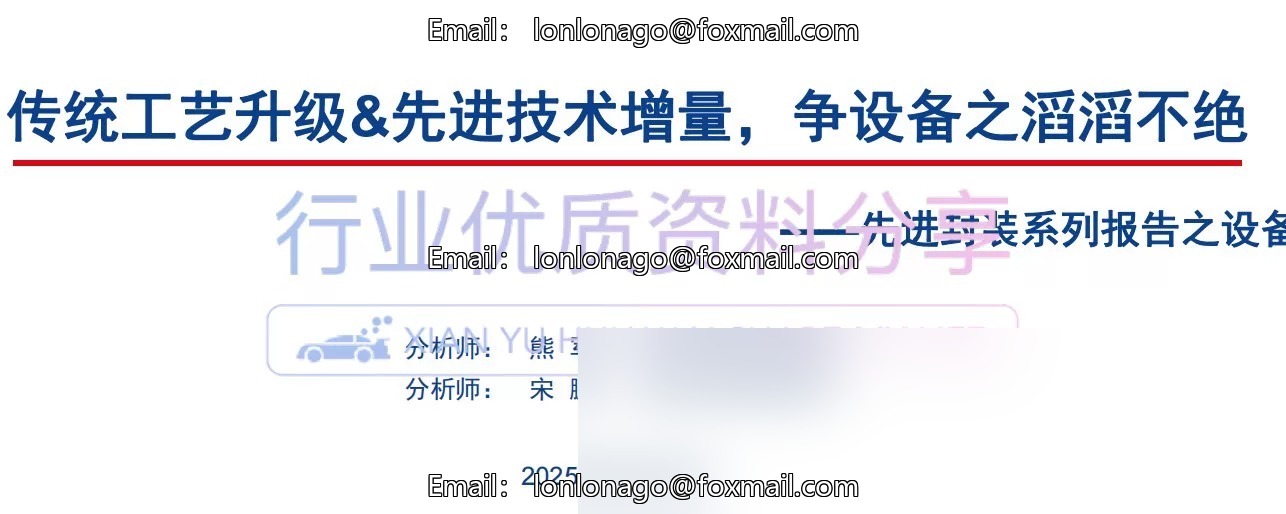 Email： lonlonago@foxmail.com
传统工艺升级&先进技术增量，争设备之滔滔不绝
行业优质资料分享
——先进封装系列报告之设备
Email： lonlonago@foxmail.com
XIAN YU
分析师： 熊
分析师： 宋
2025
Email： lonlonago@foxmail.com